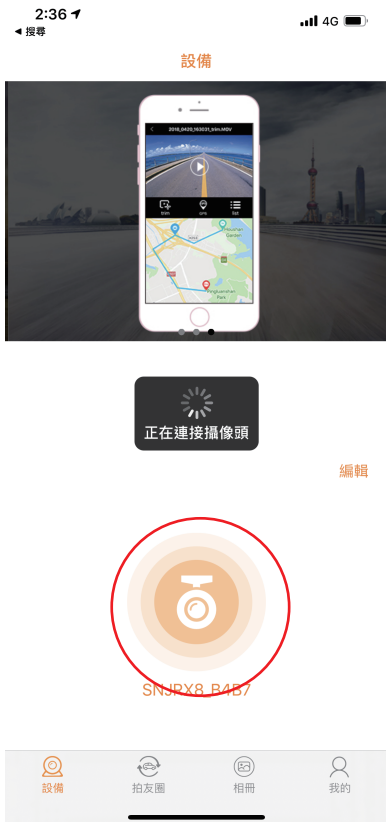 2:36
4G
◀ 搜尋
設備
2018_0420_163031_trim.MOV
trim
GPS
list
正在連接攝像頭
編輯
SNJPX8_B4B7
設備
拍友圈
相冊
我的